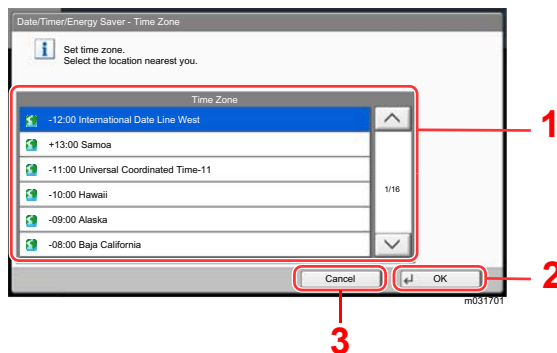 Date/Timer/Energy Saver - Time Zone
Set time zone.
Select the location nearest you.
Time Zone
-12:00 International Date Line West
+13:00 Samoa
-11:00 Universal Coordinated Time-11
-10:00 Hawaii
-09:00 Alaska
-08:00 Baja California
1/16
1
Cancel
OK
2
m031701
3